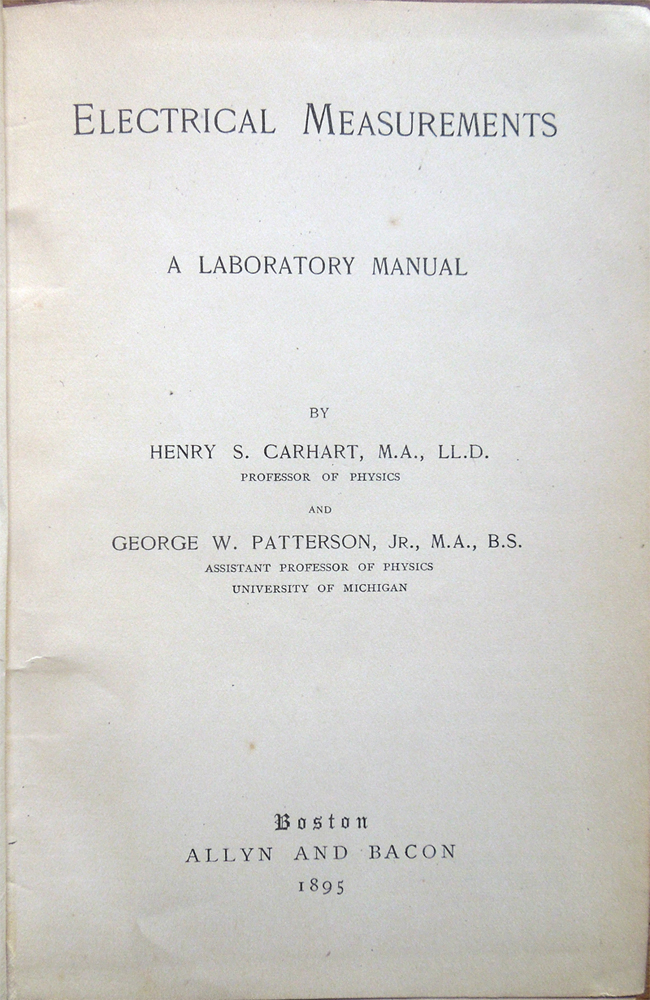 ELECTRICAL MEASUREMENTS
A LABORATORY MANUAL
BY
HENRY S. CARHART, M.A., LL.D.
PROFESSOR OF PHYSICS
AND
GEORGE W. PATTERSON, JR., M.A., B.S.
ASSISTANT PROFESSOR OF PHYSICS
UNIVERSITY OF MICHIGAN
Boston
ALLYN AND BACON
1895